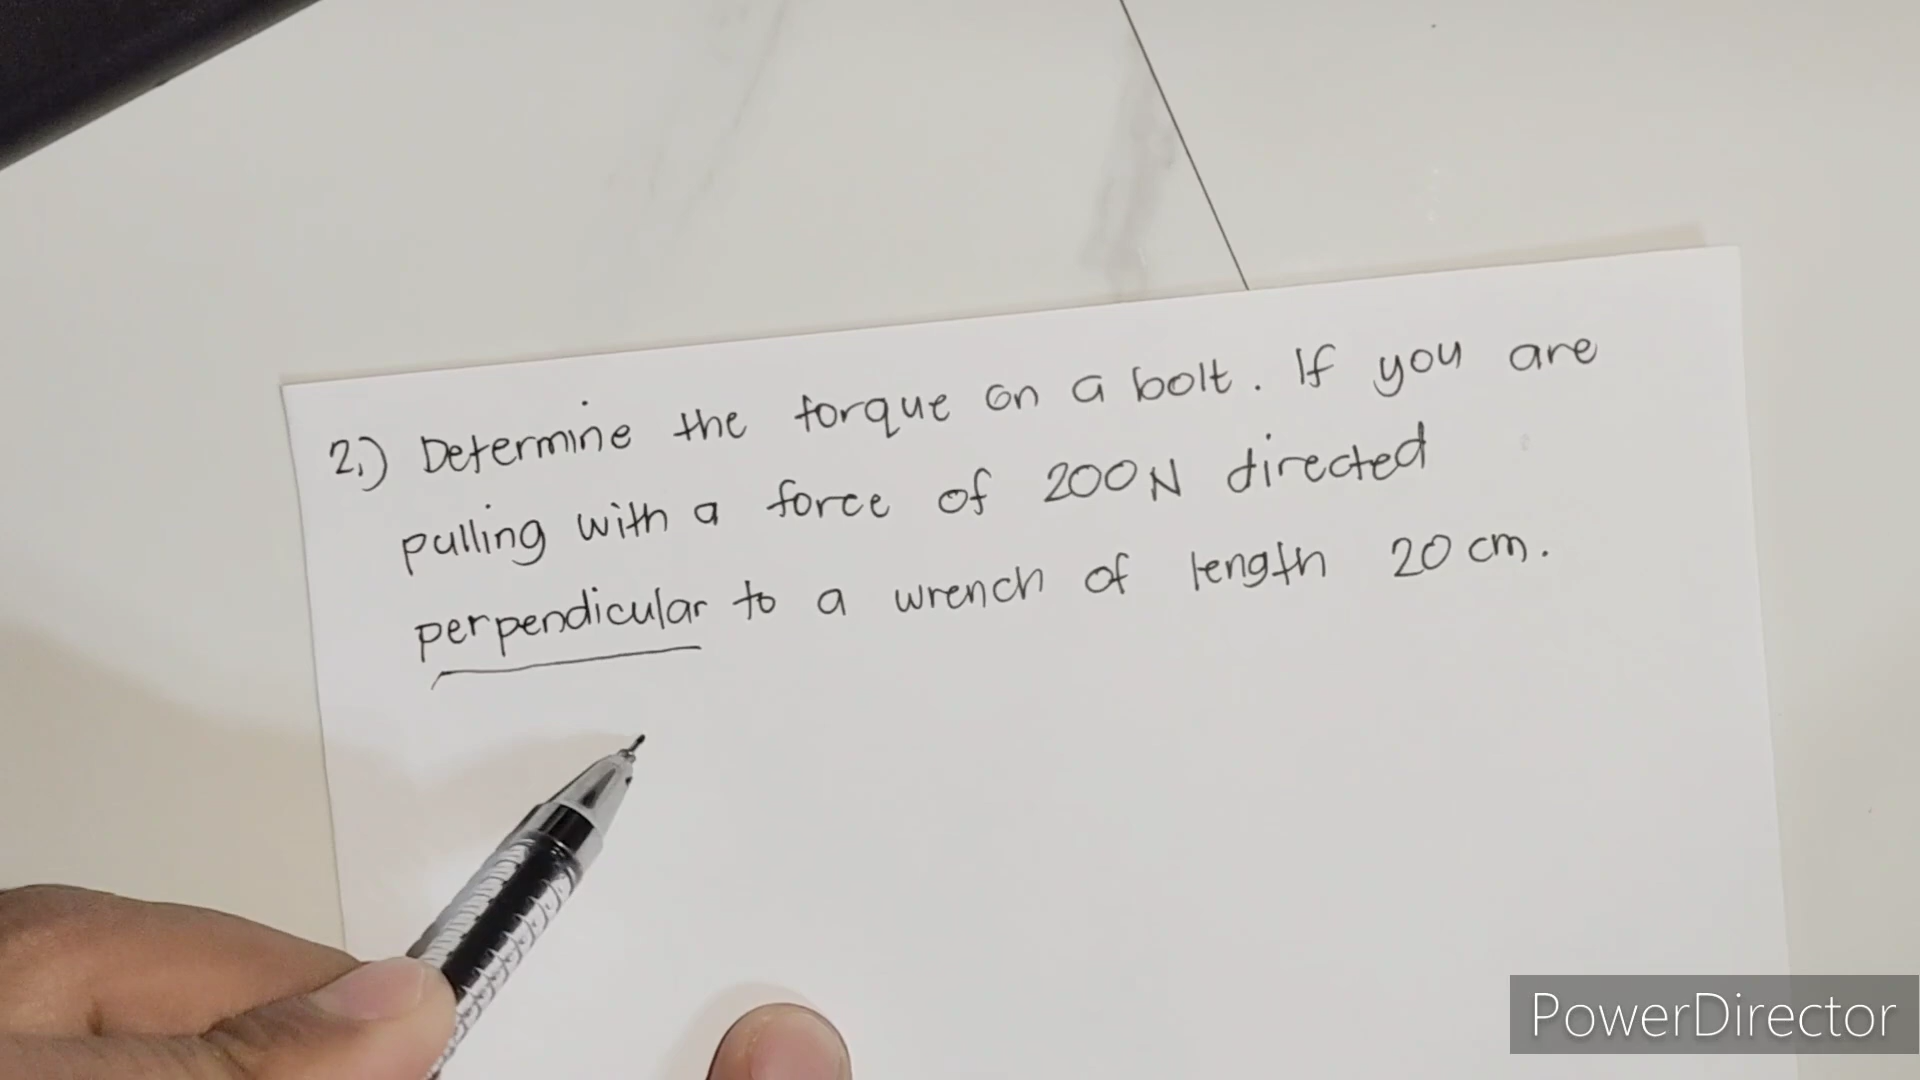 2.) Determine the torque on a bolt. If you are
pulling with a force of 200N directed
perpendicular to a wrench of length 20 cm.
PowerDirector